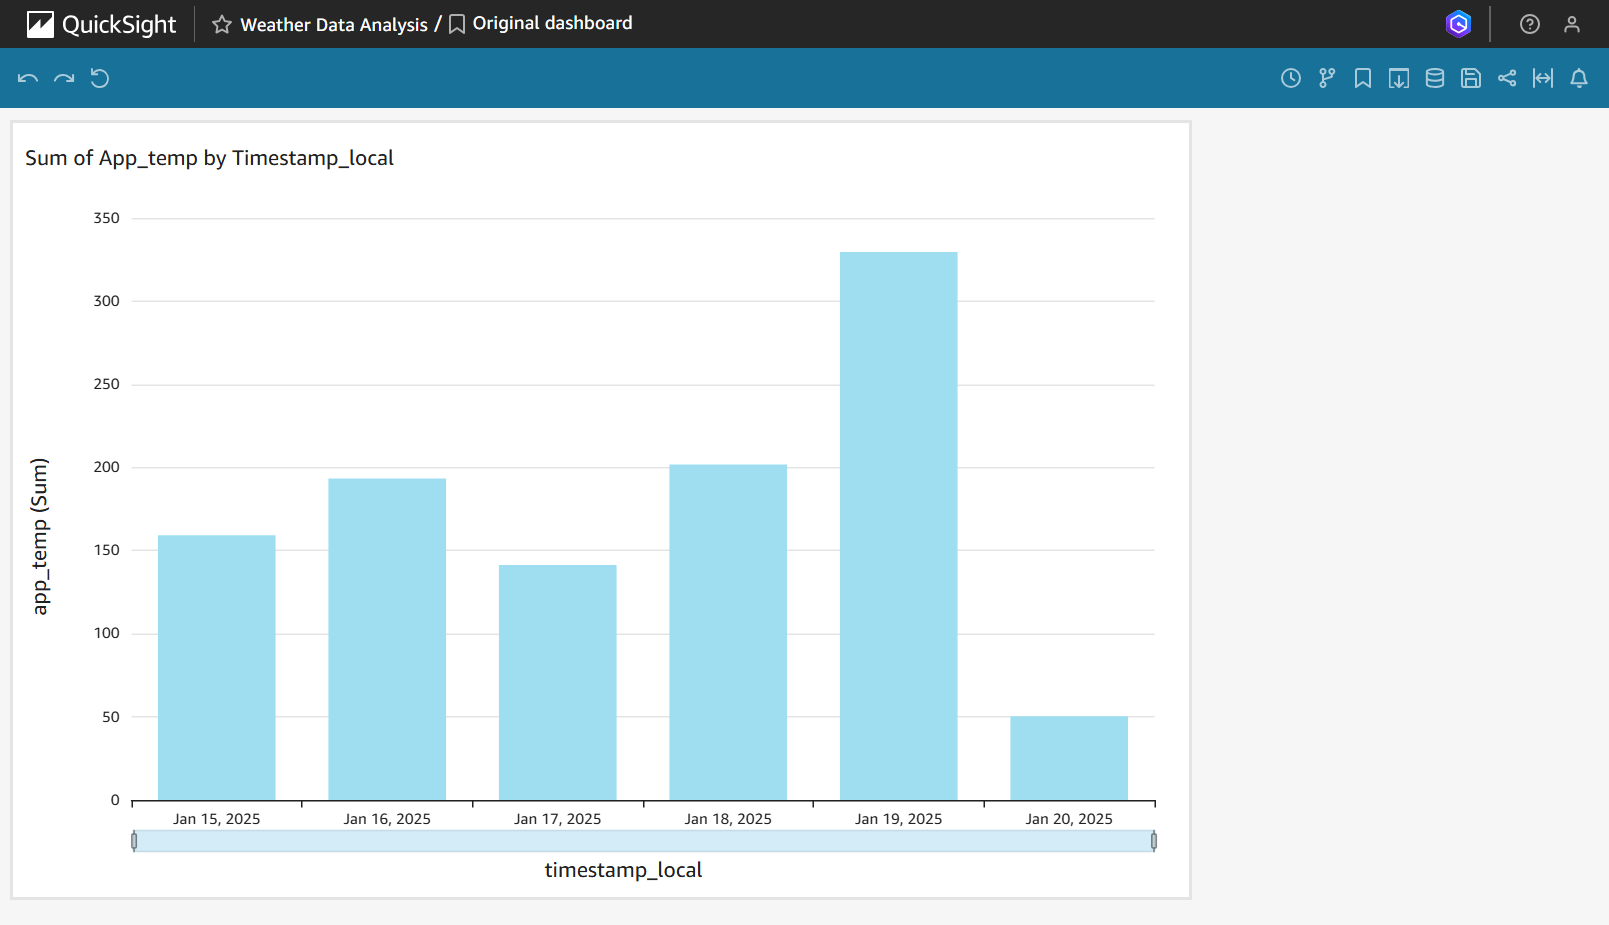 QuickSight Weather Data Analysis / Original dashboard
Sum of App_temp by Timestamp_local
350
300
250
200
150
100
50
0
app_temp (Sum)
Jan 15, 2025 Jan 16, 2025 Jan 17, 2025 Jan 18, 2025 Jan 19, 2025 Jan 20, 2025
timestamp_local